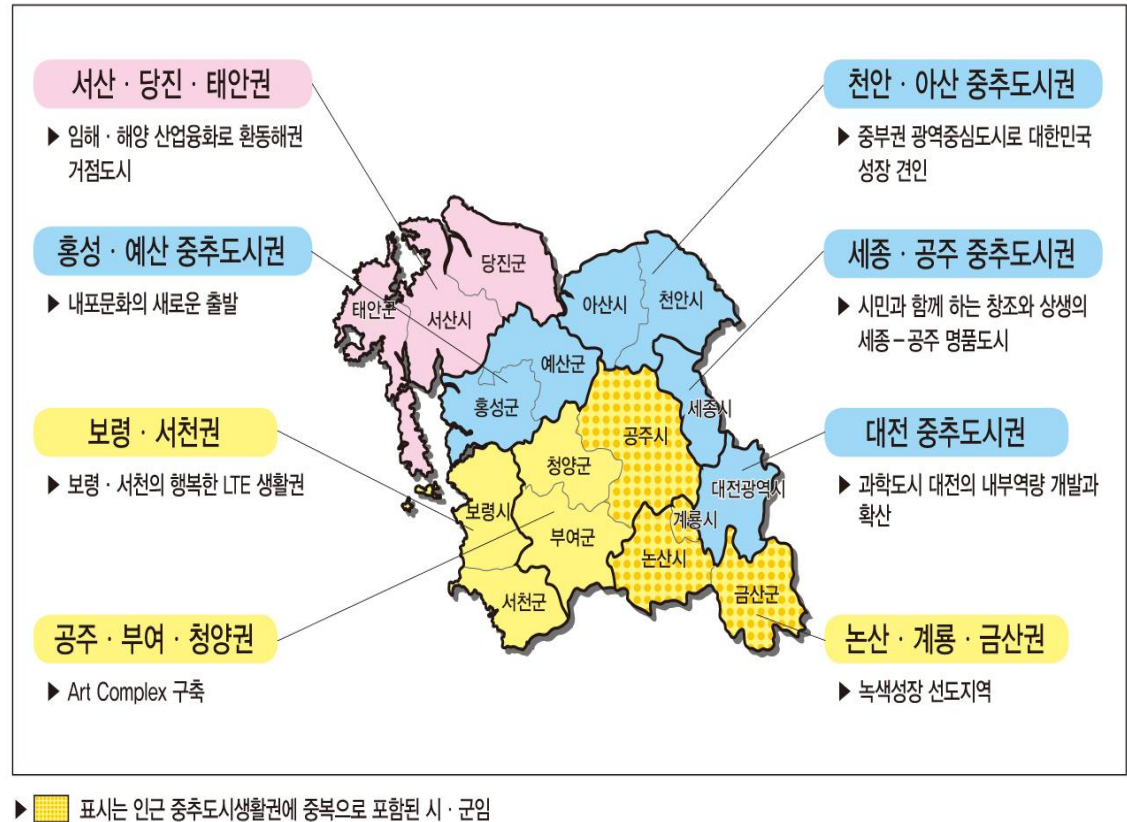 서산 · 당진 · 태안권
▶ 임해 · 해양 산업융화로 환동해권
거점도시
홍성 · 예산 중추도시권
▶ 내포문화의 새로운 출발
보령 · 서천권
▶ 보령 · 서천의 행복한 LTE 생활권
공주 · 부여 · 청양권
▶ Art Complex 구축
천안 · 아산 중추도시권
▶ 중부권 광역중심도시로 대한민국
성장 견인
세종 · 공주 중추도시권
▶ 시민과 함께 하는 창조와 상생의
세종 – 공주 명품도시
대전 중추도시권
▶ 과학도시 대전의 내부역량 개발과
확산
논산 · 계룡 · 금산권
▶ 녹색성장 선도지역
당진군
태안군
서산시
아산시
천안시
예산군
홍성군
세종시
공주시
청양군
대전광역시
보령시
계룡시
부여군
논산시
서천군
금산군
▶ 표시는 인근 중추도시생활권에 중복으로 포함된 시 · 군임